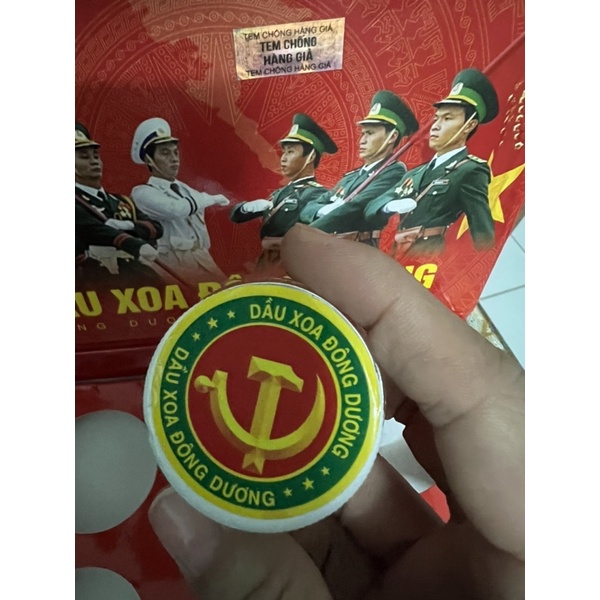 TEM CHỐNG HÀNG GIẢ
TEM CHỐNG
HÀNG GIẢ
TEM CHỐNG HÀNG GIẢ
XOA
DẦU XOA ĐÔNG DƯƠNG
DẦU XOA ĐÔNG DƯƠNG